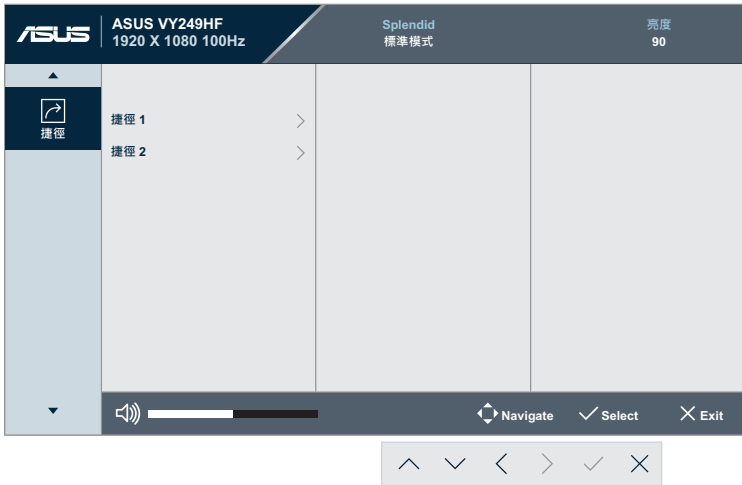 ASUS
ASUS VY249HF
1920 X 1080 100Hz
Splendid
標準模式
亮度
90
捷徑
捷徑 1
捷徑 2
Navigate
Select
Exit